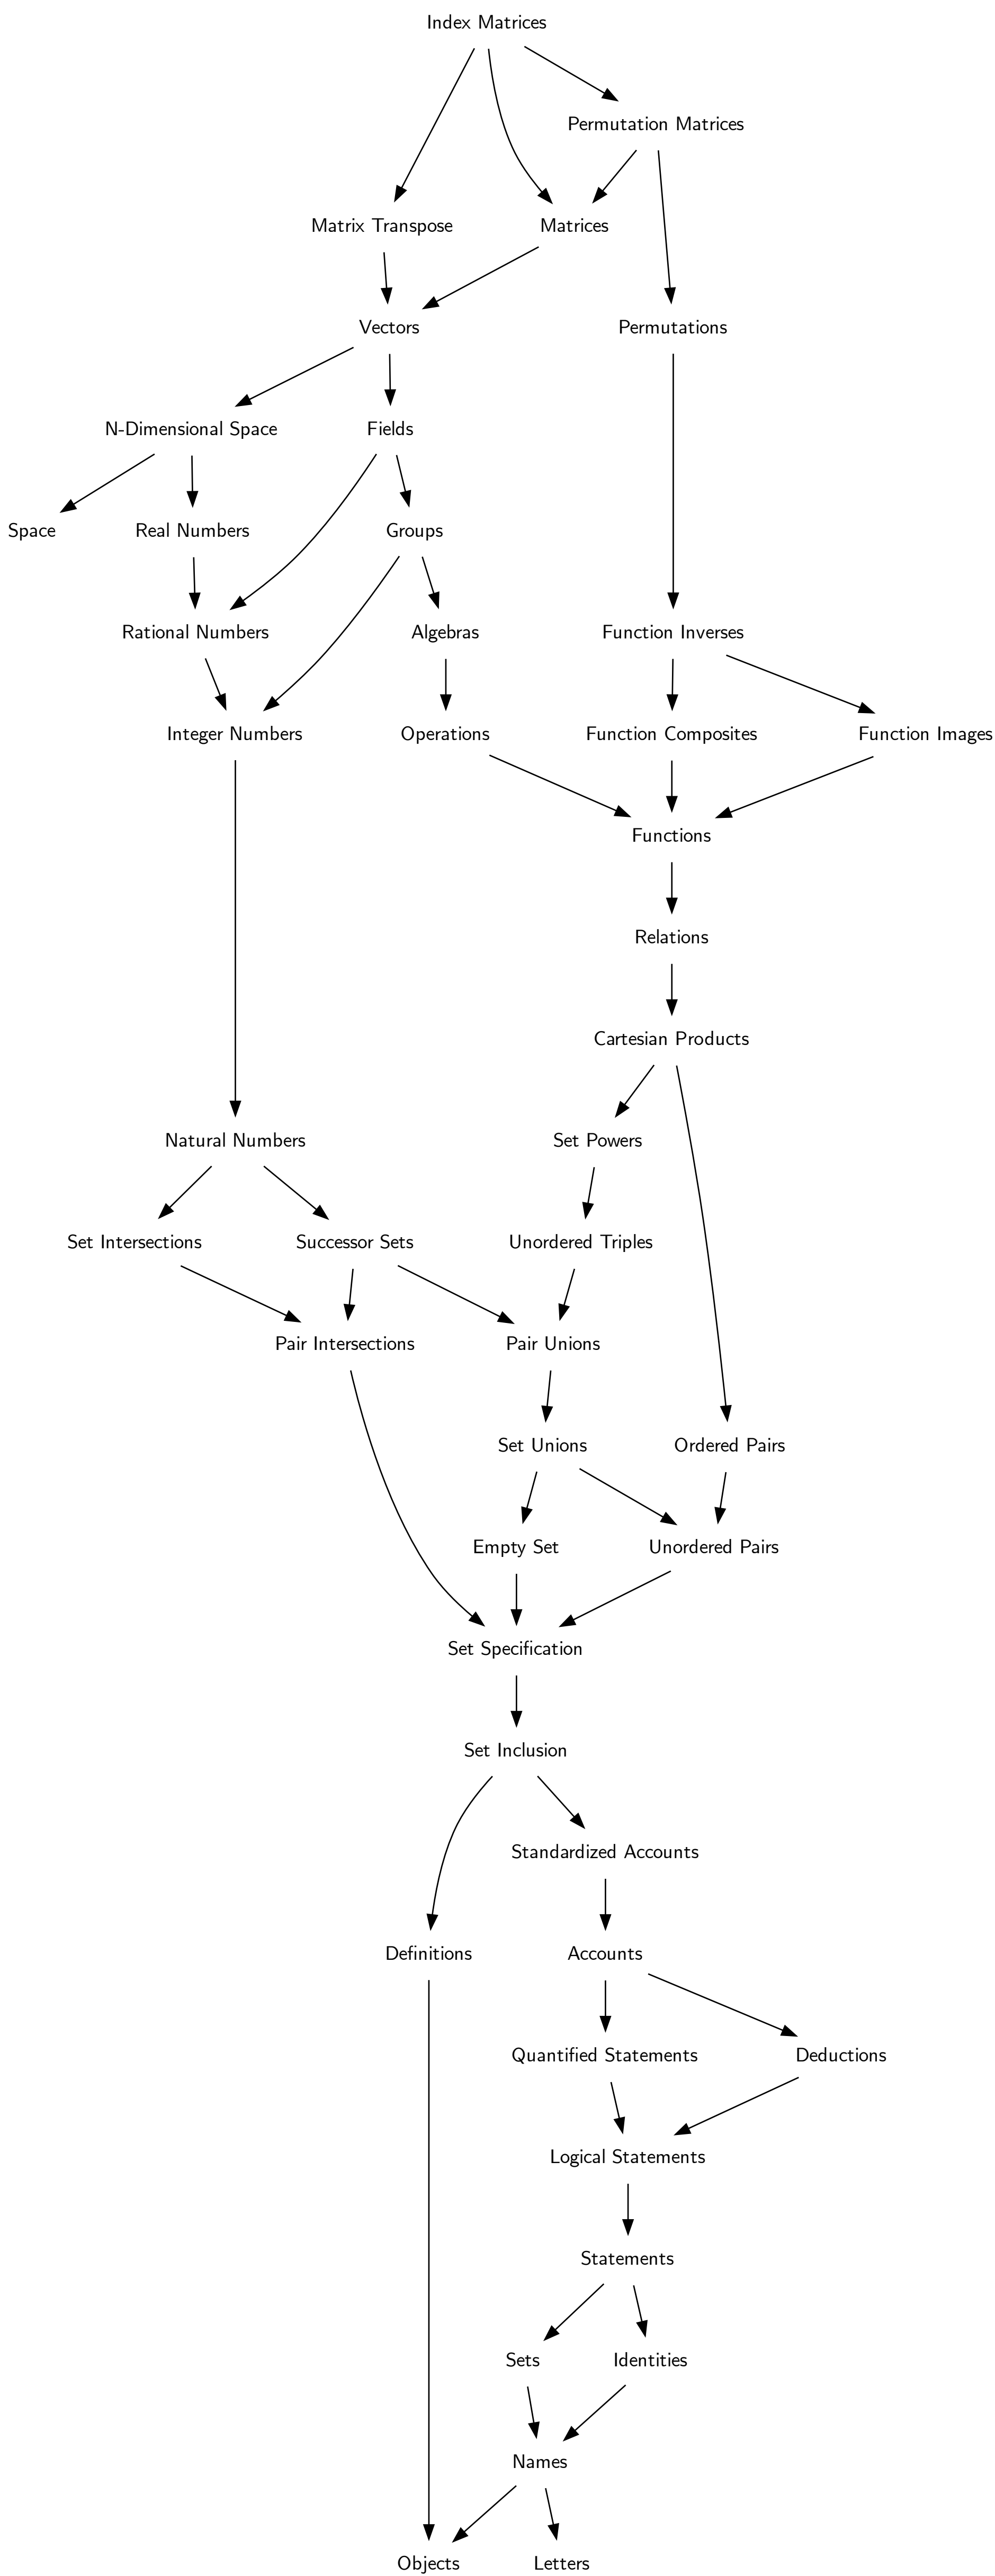 Index Matrices
Permutation Matrices
Matrix Transpose
Matrices
Vectors
Permutations
N-Dimensional Space
Fields
Space
Real Numbers
Groups
Rational Numbers
Algebras
Function Inverses
Integer Numbers
Operations
Function Composites
Function Images
Functions
Relations
Cartesian Products
Natural Numbers
Set Powers
Set Intersections
Successor Sets
Unordered Triples
Pair Intersections
Pair Unions
Set Unions
Ordered Pairs
Empty Set
Unordered Pairs
Set Specification
Set Inclusion
Standardized Accounts
Definitions
Accounts
Quantified Statements
Deductions
Logical Statements
Statements
Sets
Identities
Names
Objects
Letters